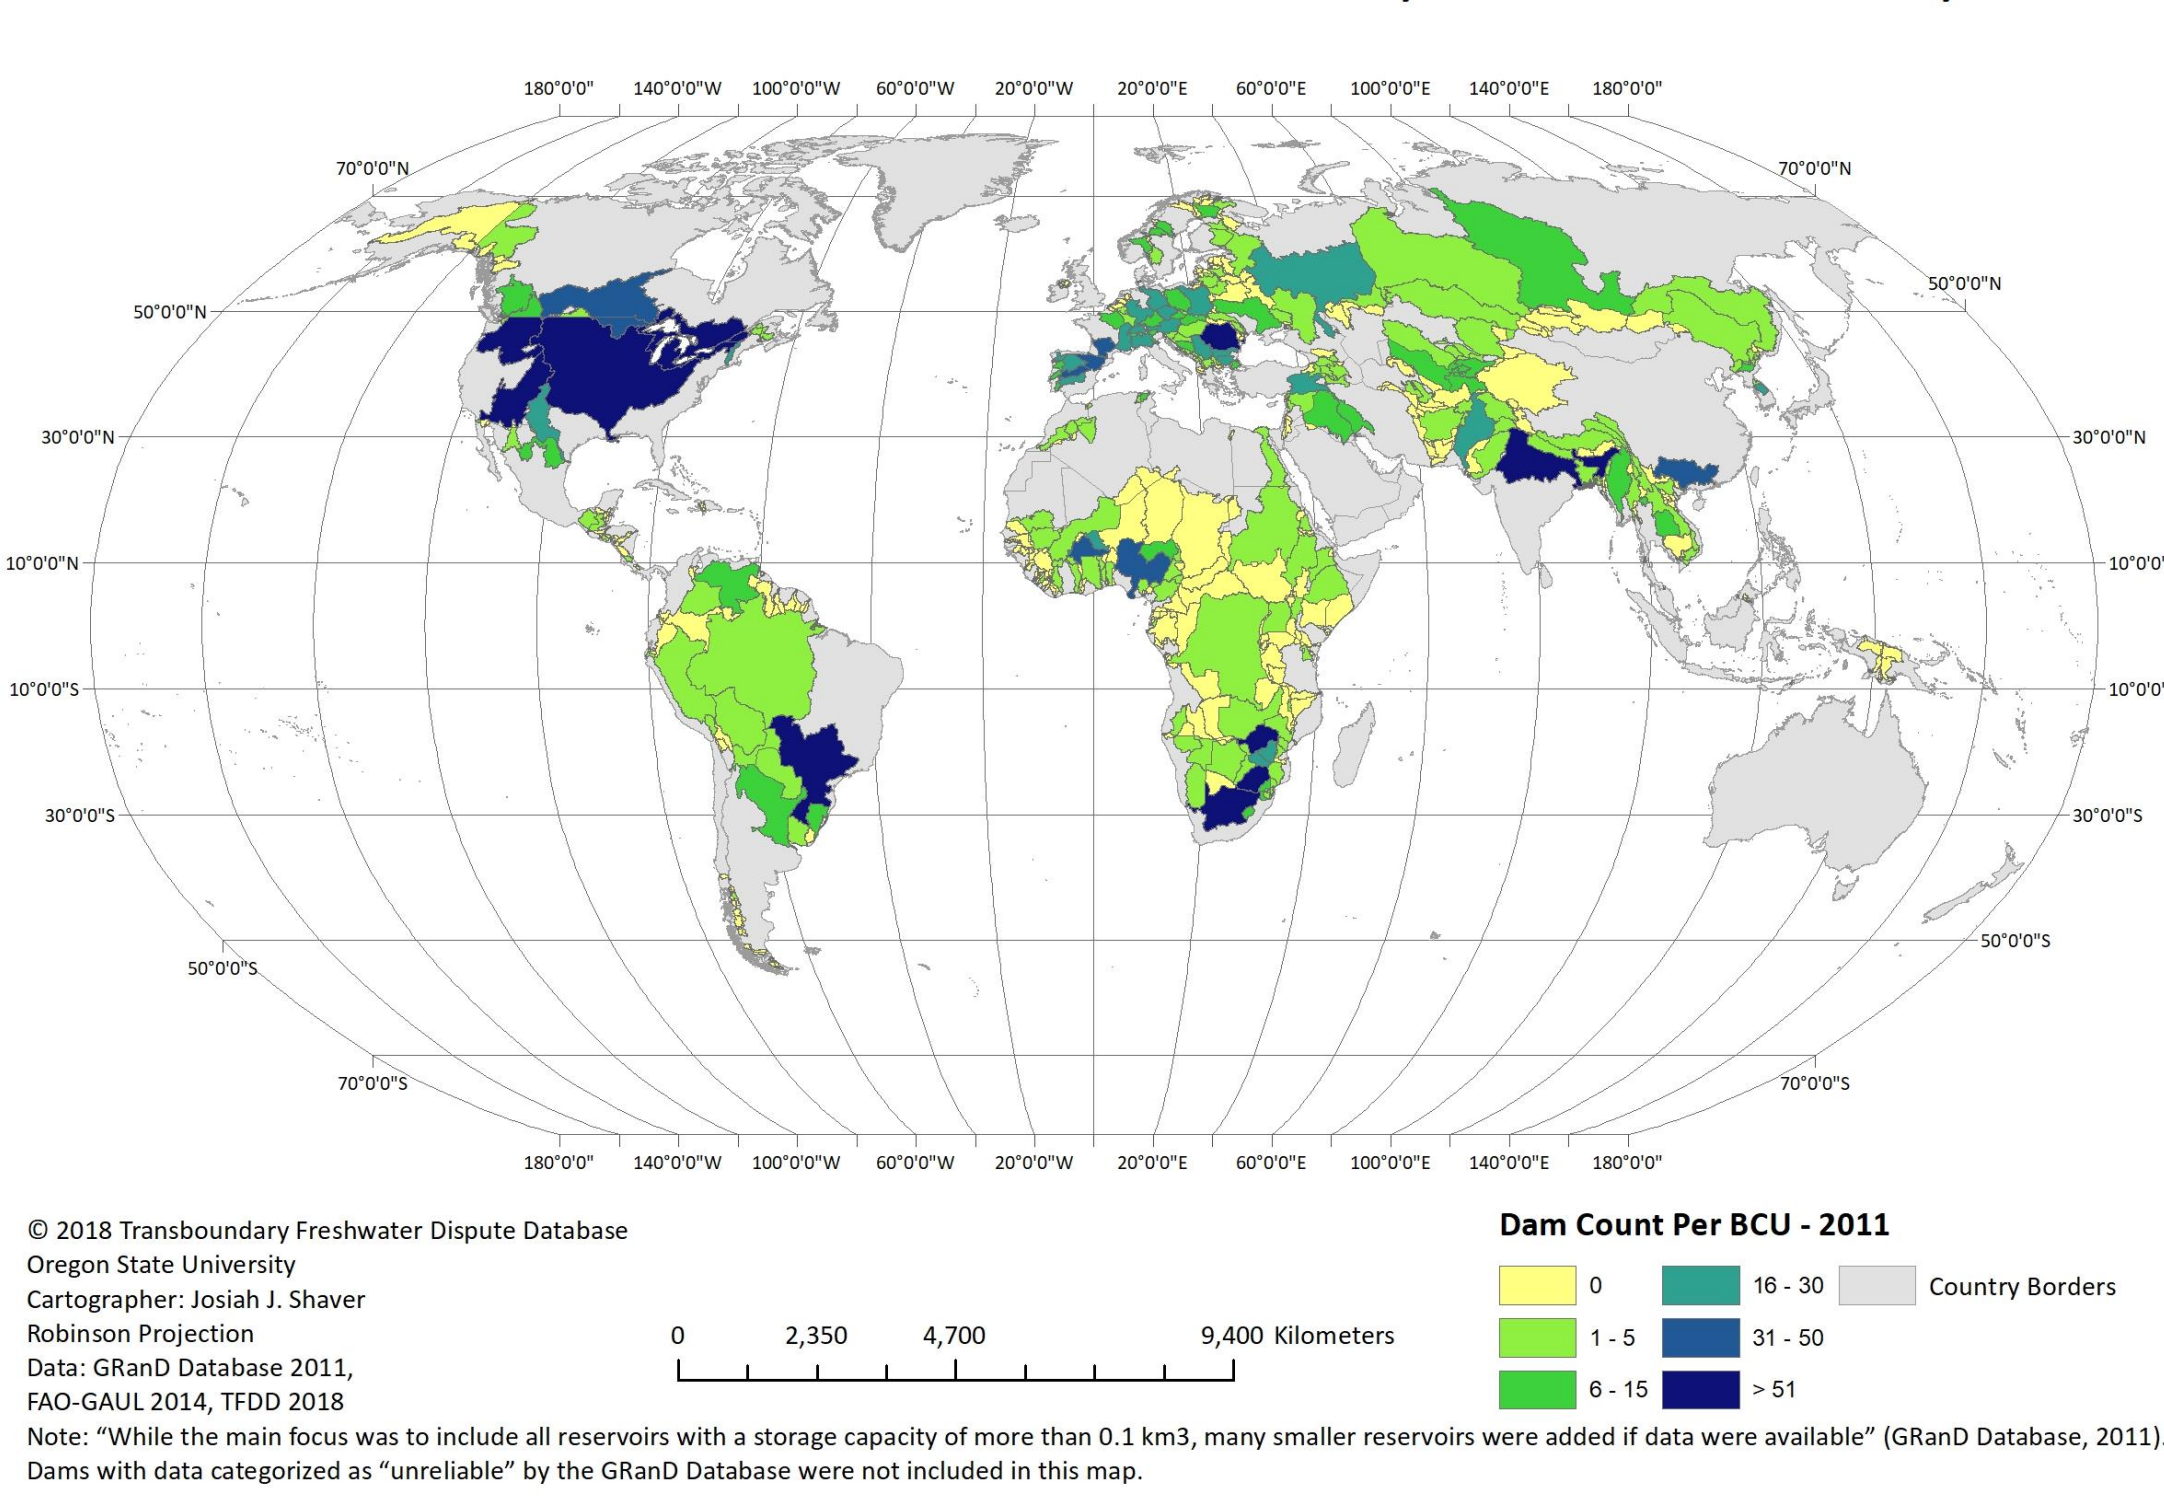 180°0'0" 140°0'0"W 100°0'0"W 60°0'0"W 20°0'0"W 20°0'0"E 60°0'0"E 100°0'0"E 140°0'0"E 180°0'0"
70°0'0"N 70°0'0"N
50°0'0"N 50°0'0"N
30°0'0"N 30°0'0"N
10°0'0"N 10°0'0"
10°0'0"S 10°0'0"
30°0'0"S 30°0'0"S
50°0'0"S 50°0'0"S
70°0'0"S 70°0'0"S
180°0'0" 140°0'0"W 100°0'0"W 60°0'0"W 20°0'0"W 20°0'0"E 60°0'0"E 100°0'0"E 140°0'0"E 180°0'0"
© 2018 Transboundary Freshwater Dispute Database
Oregon State University
Cartographer: Josiah J. Shaver
Robinson Projection
Data: GRanD Database 2011,
FAO-GAUL 2014, TFDD 2018
0 2,350 4,700 9,400 Kilometers
Dam Count Per BCU - 2011
0 16 - 30 Country Borders
1 - 5 31 - 50
6 - 15 > 51
Note: “While the main focus was to include all reservoirs with a storage capacity of more than 0.1 km3, many smaller reservoirs were added if data were available” (GRanD Database, 2011).
Dams with data categorized as “unreliable” by the GRanD Database were not included in this map.